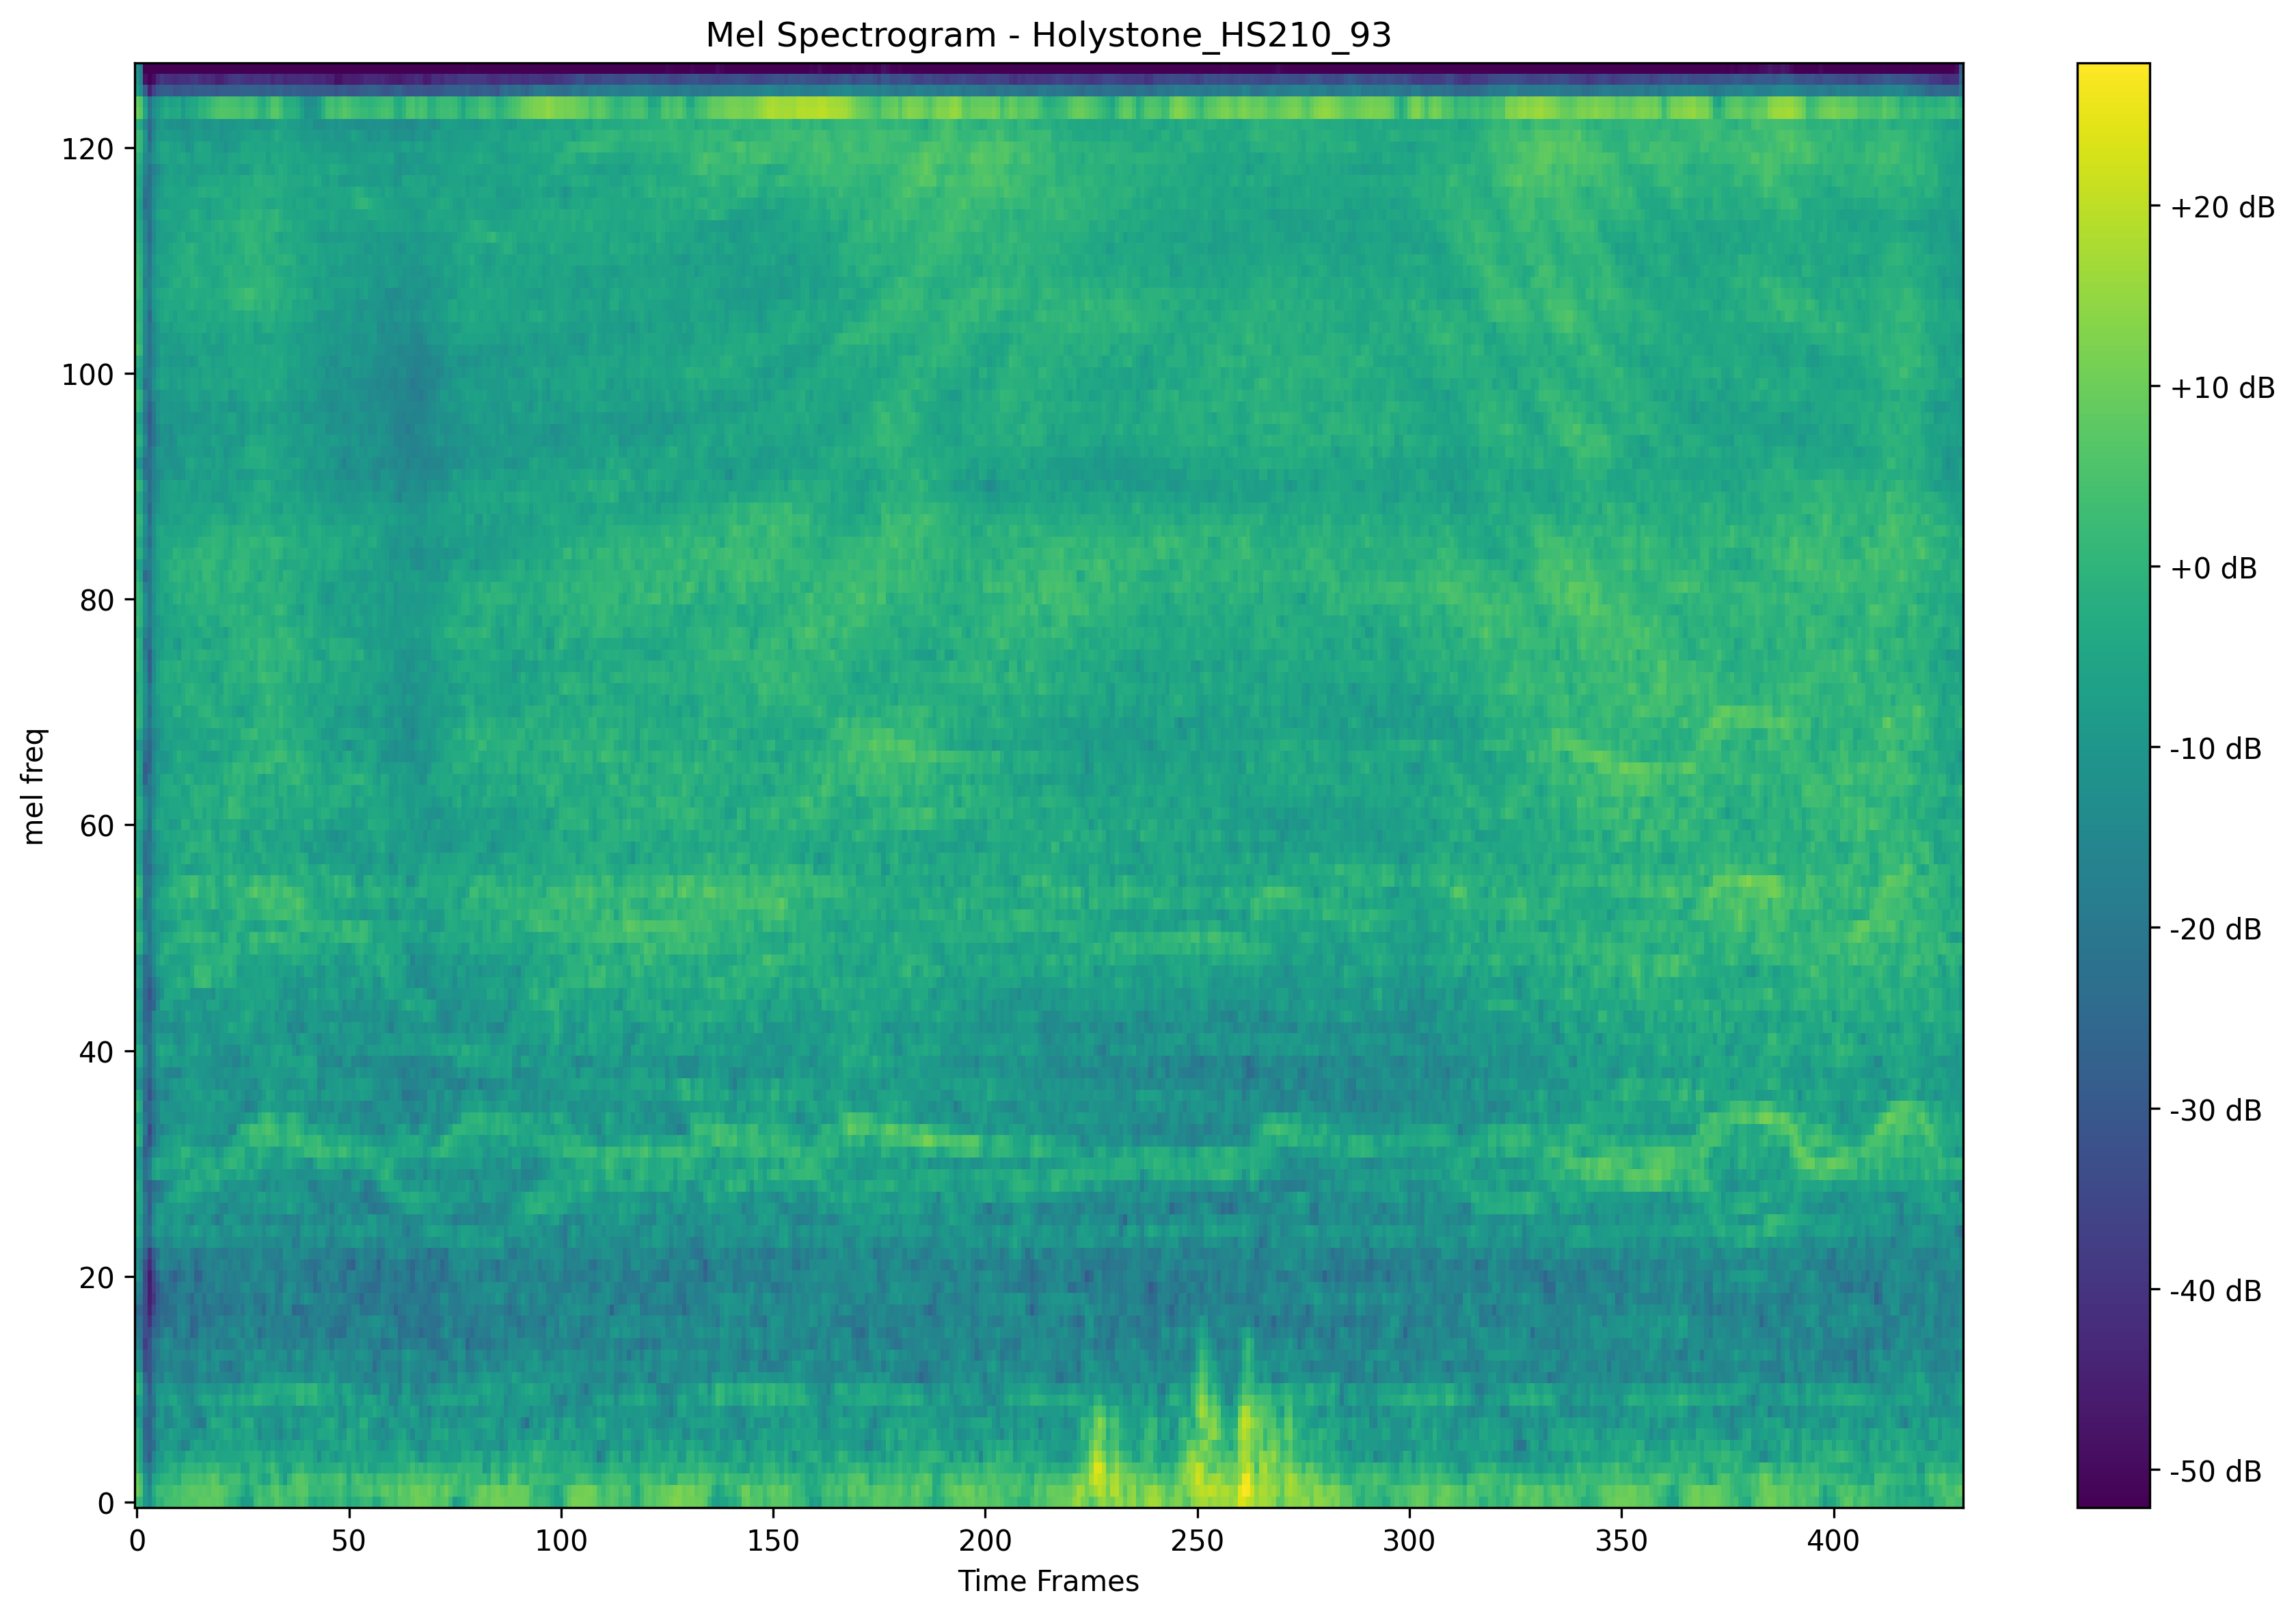 Mel Spectrogram - Holystone_HS210_93
120
100
80
60
40
20
0
mel freq
0 50 100 150 200 250 300 350 400
Time Frames
+20 dB
+10 dB
+0 dB
-10 dB
-20 dB
-30 dB
-40 dB
-50 dB